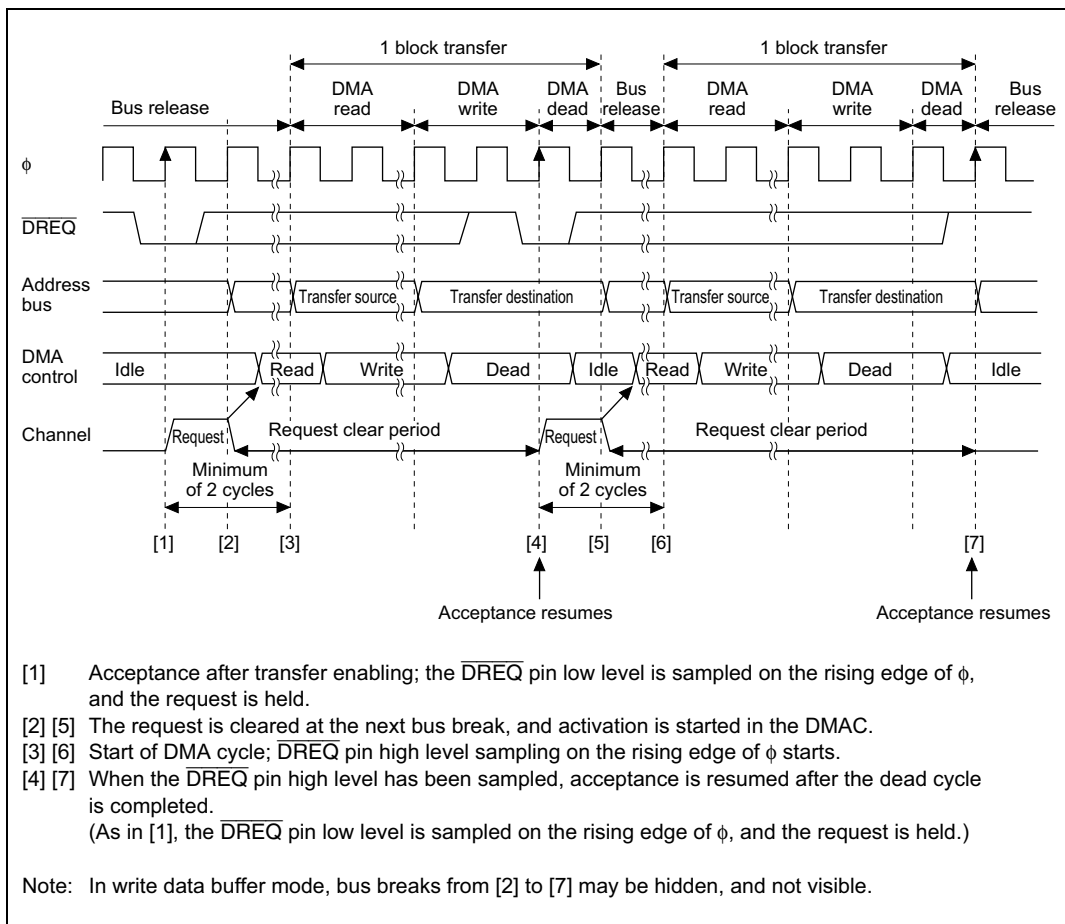 1 block transfer 1 block transfer
DMA DMA DMA Bus DMA DMA DMA Bus
Bus release read write dead release read write dead release
φ
DREQ
Address
bus
Transfer source Transfer destination Transfer source Transfer destination
DMA
control
Idle Read Write Dead Idle Read Write Dead Idle
Channel Request Request clear period Request Request clear period
Minimum
of 2 cycles
Minimum
of 2 cycles
[1] [2] [3] [4] [5] [6] [7]
Acceptance resumes Acceptance resumes
[1] Acceptance after transfer enabling; the DREQ pin low level is sampled on the rising edge of φ,
and the request is held.
[2] [5] The request is cleared at the next bus break, and activation is started in the DMAC.
[3] [6] Start of DMA cycle; DREQ pin high level sampling on the rising edge of φ starts.
[4] [7] When the DREQ pin high level has been sampled, acceptance is resumed after the dead cycle
is completed.
(As in [1], the DREQ pin low level is sampled on the rising edge of φ, and the request is held.)
Note: In write data buffer mode, bus breaks from [2] to [7] may be hidden, and not visible.